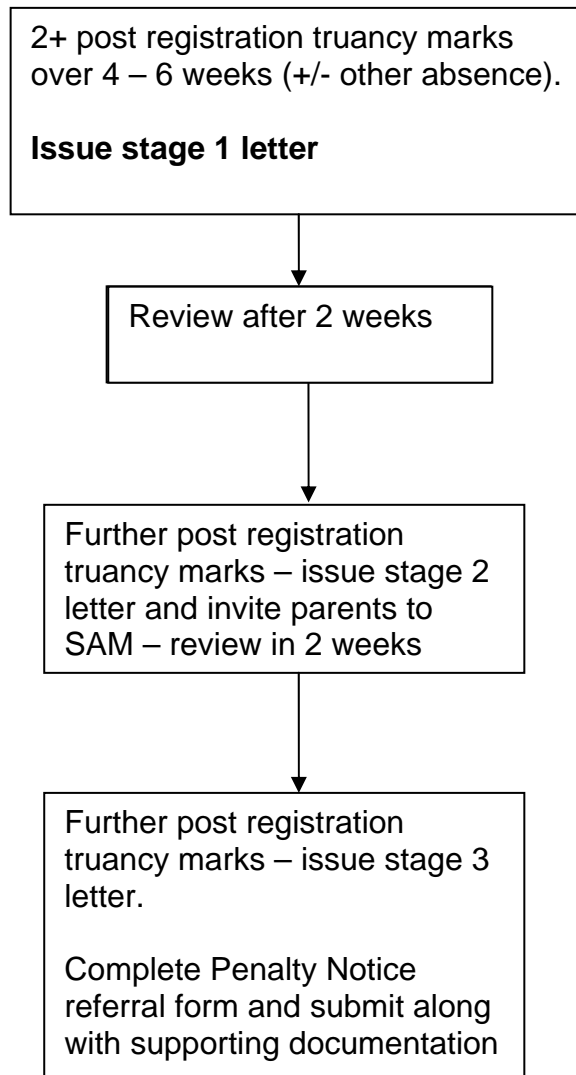 2+ post registration truancy marks
over 4 – 6 weeks (+/- other absence).
Issue stage 1 letter
Review after 2 weeks
Further post registration
truancy marks – issue stage 2
letter and invite parents to
SAM – review in 2 weeks
Further post registration
truancy marks – issue stage 3
letter.
Complete Penalty Notice
referral form and submit along
with supporting documentation